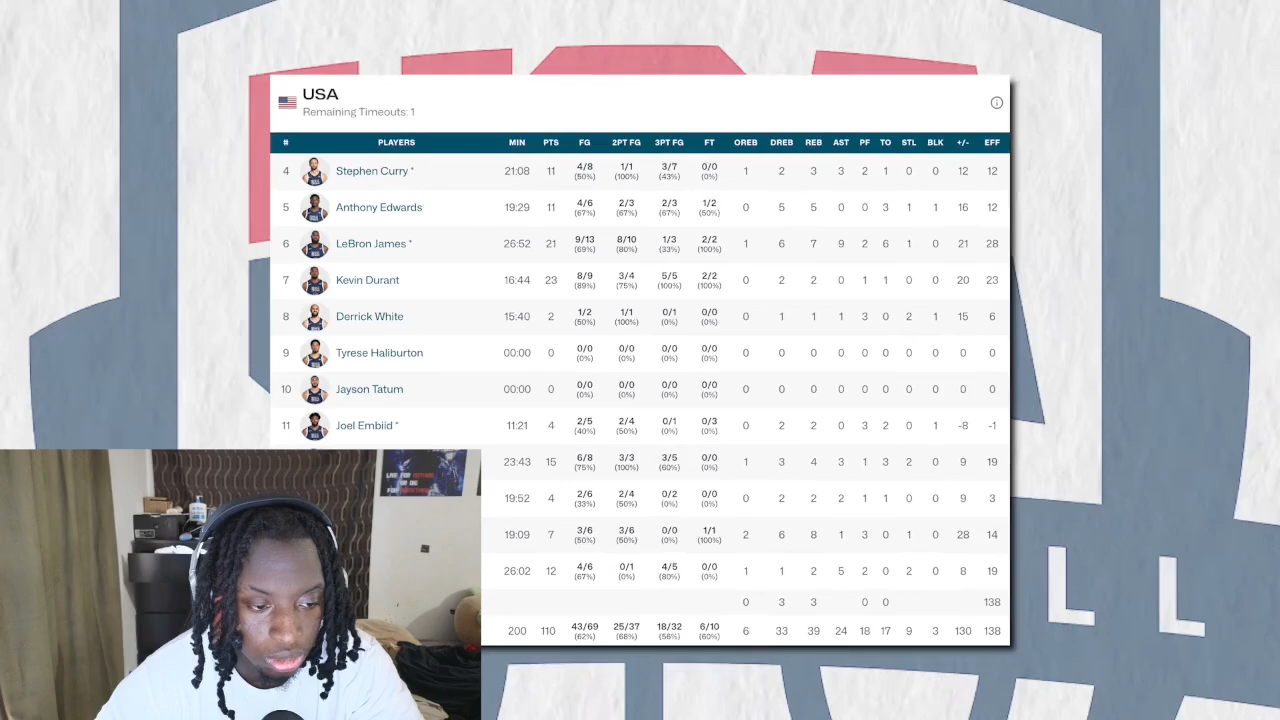 USA
Remaining Timeouts: 1
# PLAYERS MIN PTS FG 2PT FG 3PT FG FT OREB DREB REB AST PF TO STL BLK +/- EFF
4 Stephen Curry * 21:08 11 4/8 (50%) 1/1 (100%) 3/7 (43%) 0/0 (0%) 1 2 3 3 2 1 0 0 12 12
5 Anthony Edwards 19:29 11 4/6 (67%) 2/3 (67%) 2/3 (67%) 1/2 (50%) 0 5 5 0 0 3 1 1 16 12
6 LeBron James * 26:52 21 9/13 (69%) 8/10 (80%) 1/3 (33%) 2/2 (100%) 1 6 7 9 2 6 1 0 21 28
7 Kevin Durant 16:44 23 8/9 (89%) 3/4 (75%) 5/5 (100%) 2/2 (100%) 0 2 2 0 1 1 0 0 20 23
8 Derrick White 15:40 2 1/2 (50%) 1/1 (100%) 0/1 (0%) 0/0 (0%) 0 1 1 1 3 0 2 1 15 6
9 Tyrese Haliburton 00:00 0 0/0 (0%) 0/0 (0%) 0/0 (0%) 0/0 (0%) 0 0 0 0 0 0 0 0 0 0
10 Jayson Tatum 00:00 0 0/0 (0%) 0/0 (0%) 0/0 (0%) 0/0 (0%) 0 0 0 0 0 0 0 0 0 0
11 Joel Embiid * 11:21 4 2/5 (40%) 2/4 (50%) 0/1 (0%) 0/3 (0%) 0 2 2 0 3 2 0 1 -8 -1
23:43 15 6/8 (75%) 3/3 (100%) 3/5 (60%) 0/0 (0%) 1 3 4 3 1 3 2 0 9 19
19:52 4 2/6 (33%) 2/4 (50%) 0/2 (0%) 0/0 (0%) 0 2 2 2 1 1 0 0 9 3
19:09 7 3/6 (50%) 3/6 (50%) 0/0 (0%) 1/1 (100%) 2 6 8 1 3 0 1 0 28 14
26:02 12 4/6 (67%) 0/1 (0%) 4/5 (80%) 0/0 (0%) 1 1 2 5 2 0 2 0 8 19
0 3 3 0 0 138
200 110 43/69 (62%) 25/37 (68%) 18/32 (56%) 6/10 (60%) 6 33 39 24 18 17 9 3 130 138